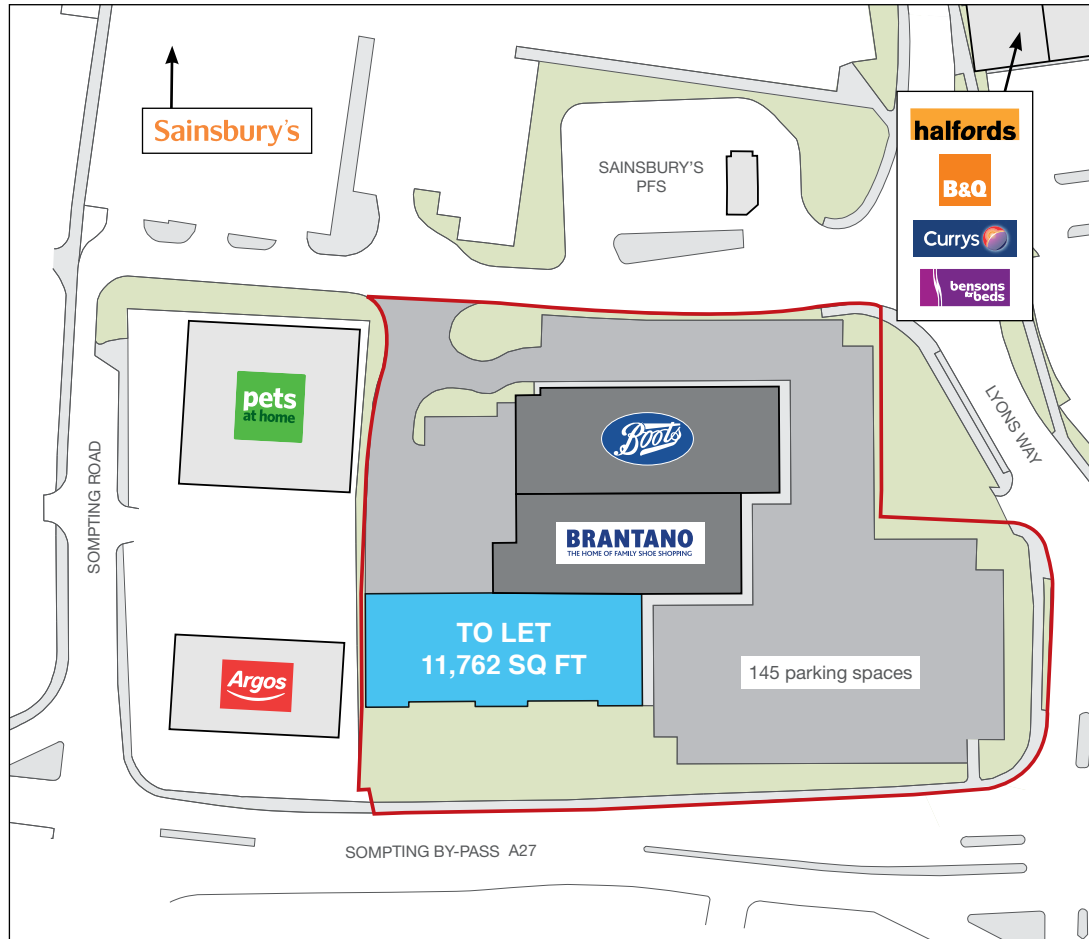 Sainsbury's
SAINSBURY'S
PFS
halfords
B&Q
Currys
bensons
for beds
pets
at home
Boots
LYONS WAY
SOMPTING ROAD
BRANTANO
THE HOME OF FAMILY SHOE SHOPPING
TO LET
11,762 SQ FT
Argos
145 parking spaces
SOMPTING BY-PASS A27